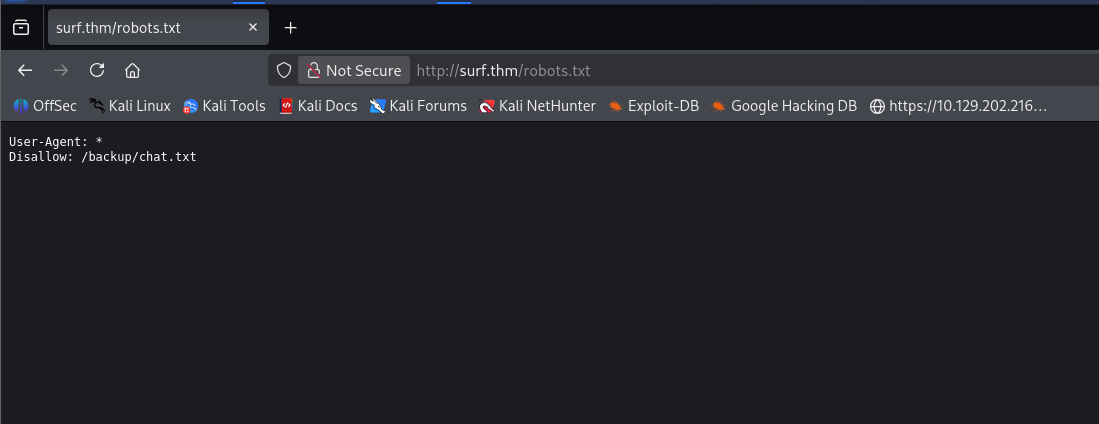 surf.thm/robots.txt
Not Secure http://surf.thm/robots.txt
OffSec Kali Linux Kali Tools Kali Docs Kali Forums Kali NetHunter Exploit-DB Google Hacking DB https://10.129.202.216…
User-Agent: *
Disallow: /backup/chat.txt